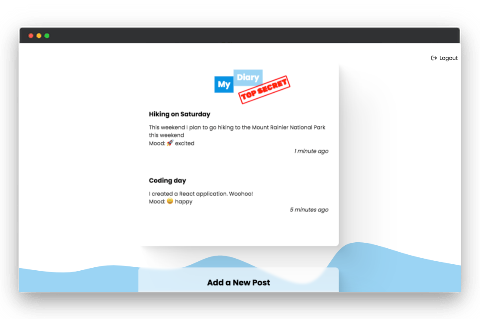 Logout
My Diary
TOP SECRET
Hiking on Saturday
This weekend I plan to go hiking to the Mount Rainier National Park
this weekend
Mood: 🚀 excited
1 minute ago
Coding day
I created a React application. Woohoo!
Mood: 😄 happy
5 minutes ago
Add a New Post